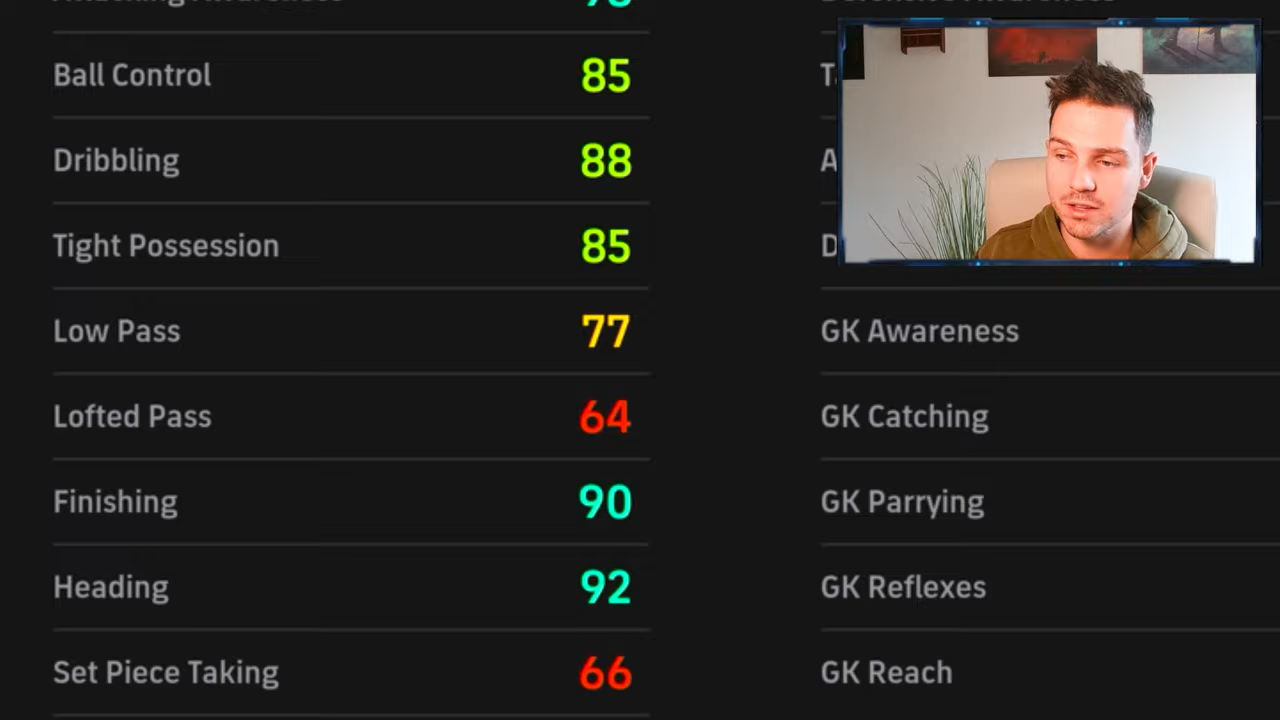 Ball Control 85
Dribbling 88
Tight Possession 85
Low Pass 77
GK Awareness
Lofted Pass 64
GK Catching
Finishing 90
GK Parrying
Heading 92
GK Reflexes
Set Piece Taking 66
GK Reach